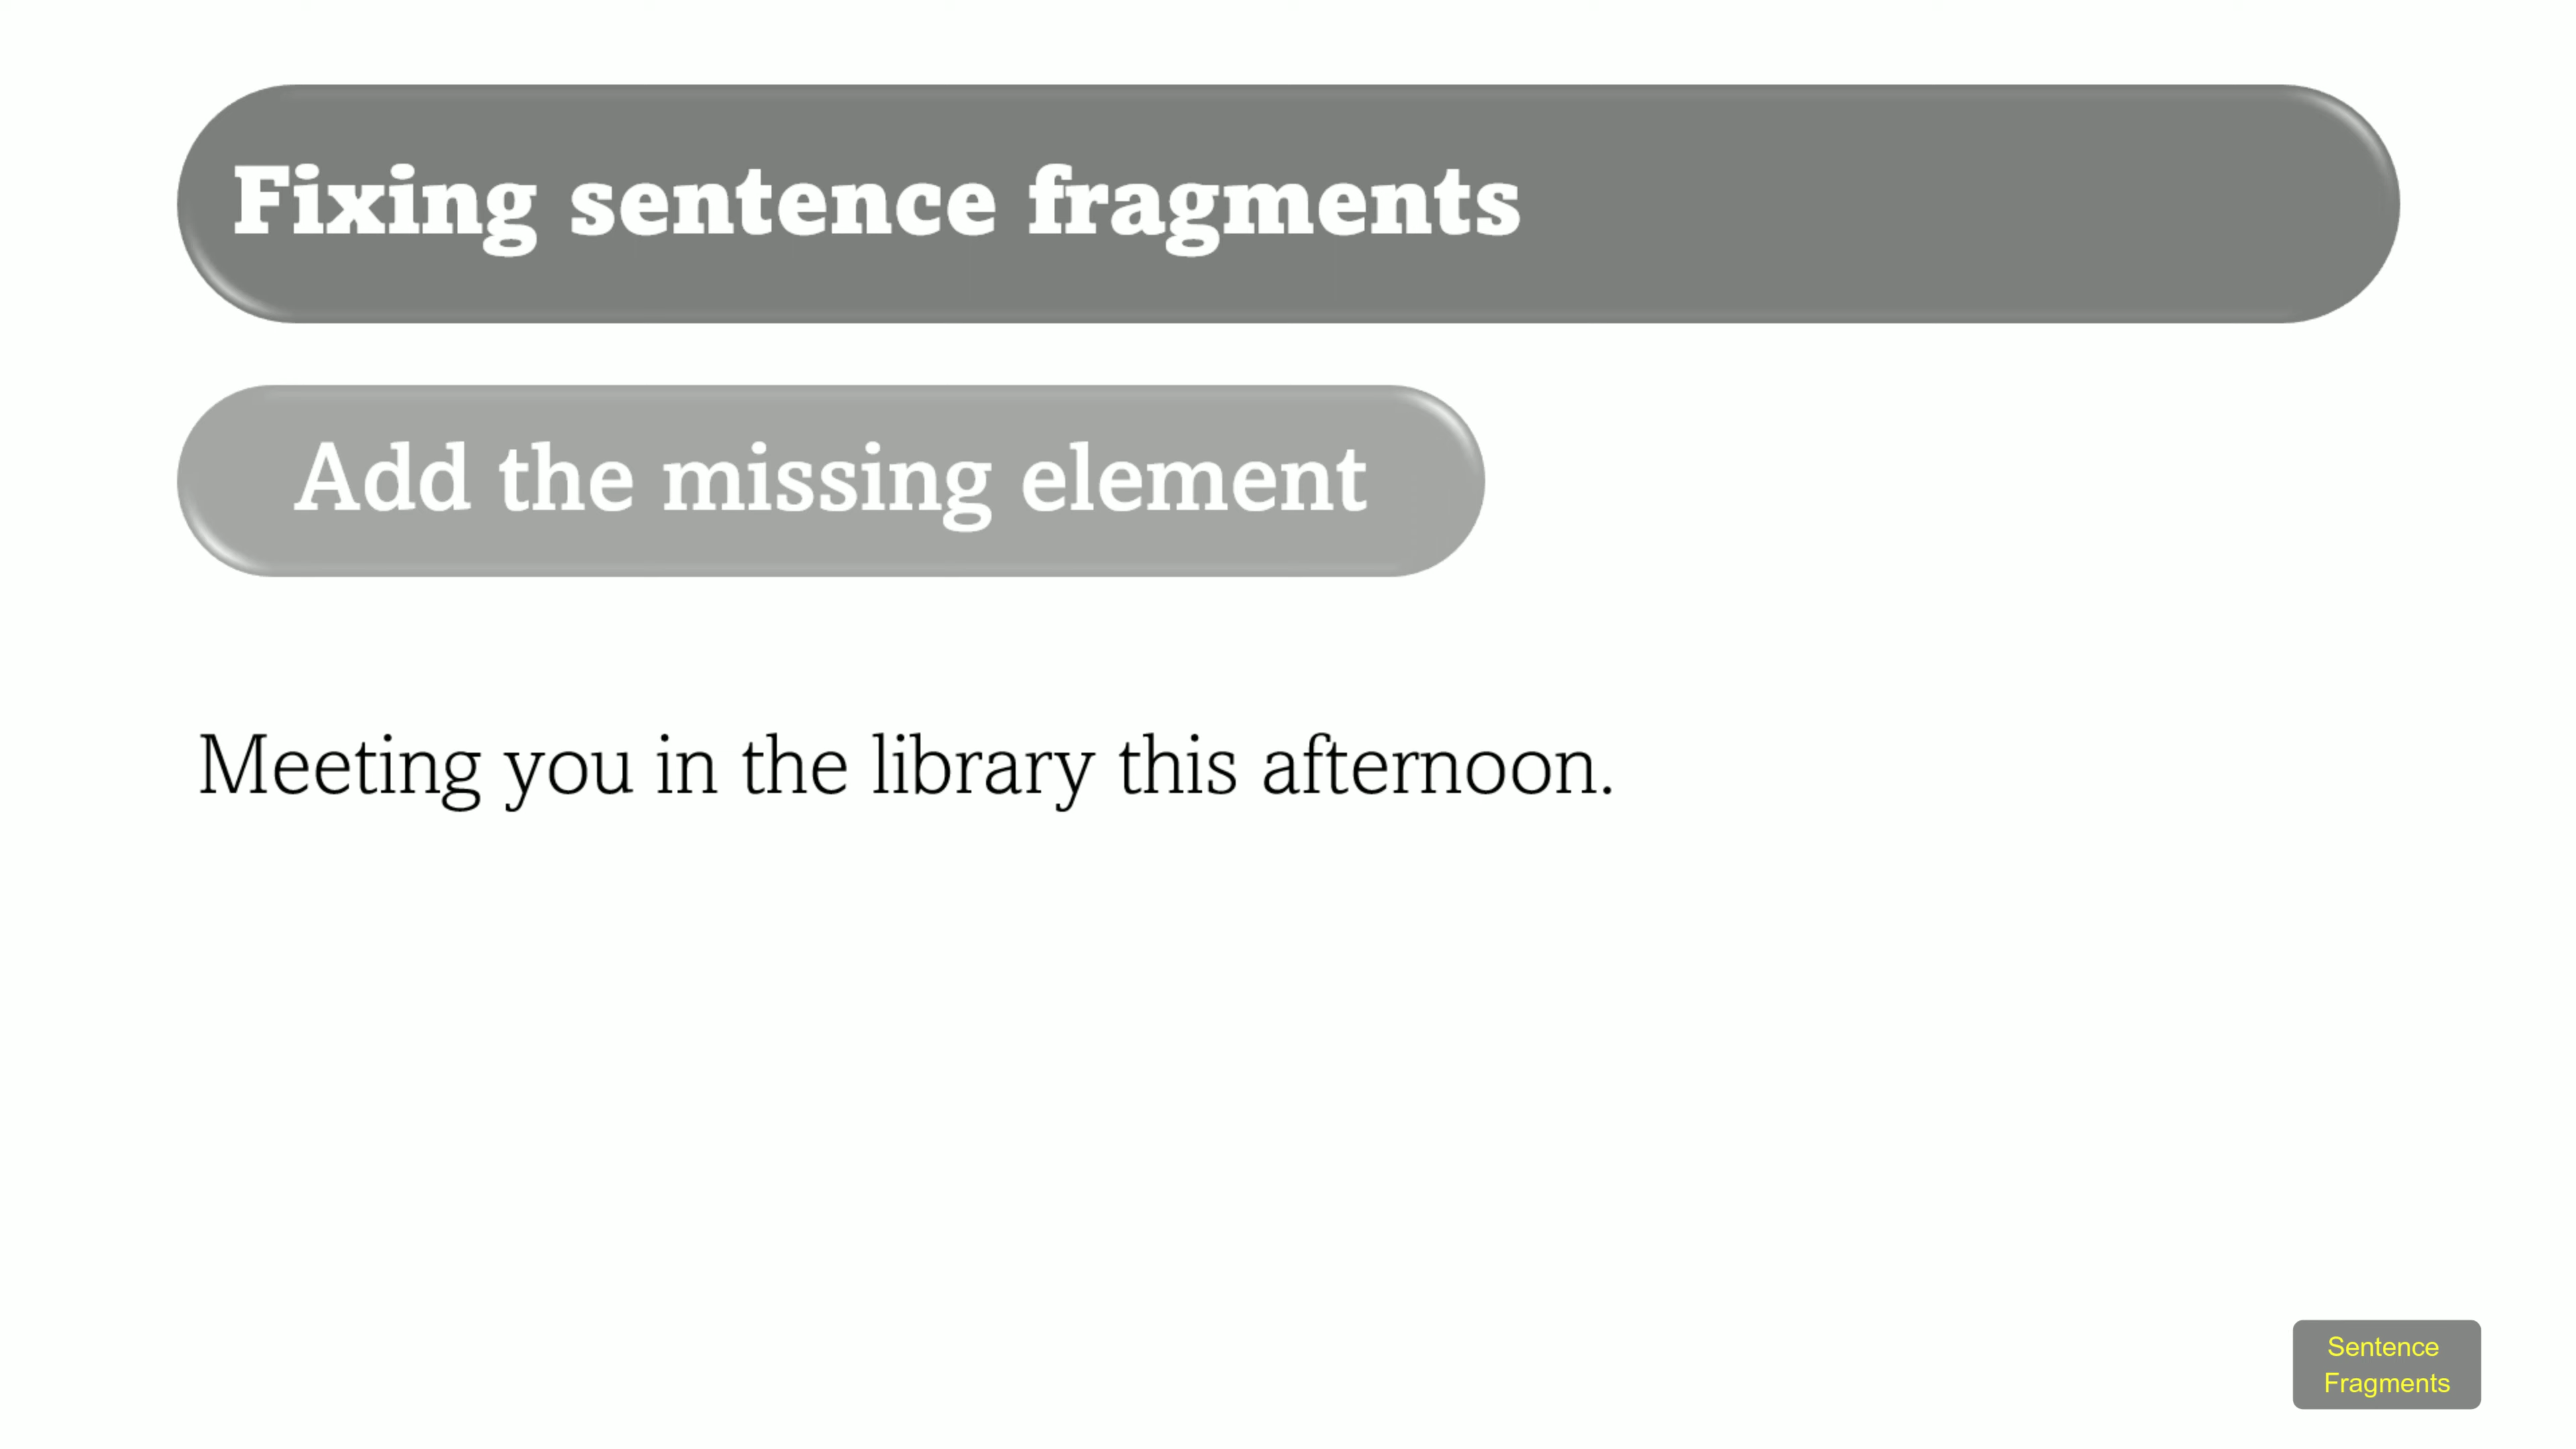 Fixing sentence fragments
Add the missing element
Meeting you in the library this afternoon.
Sentence
Fragments